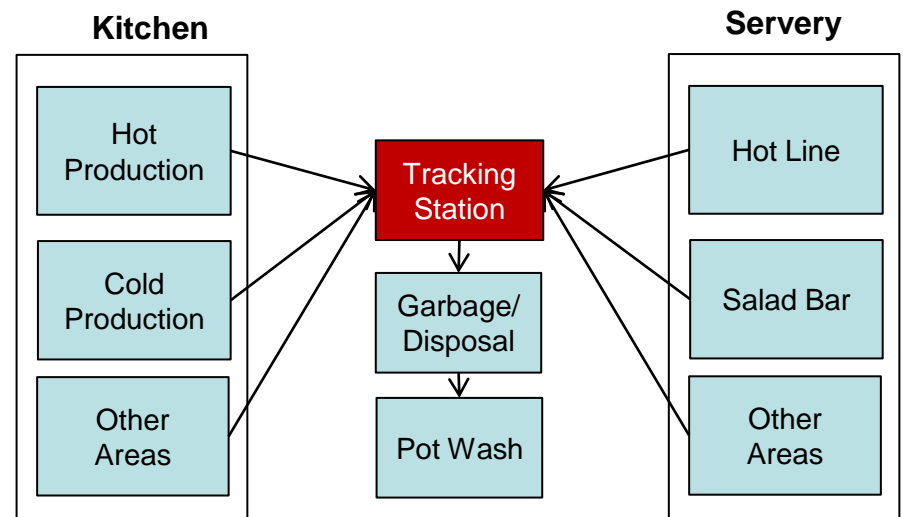 Kitchen
Hot
Production
Cold
Production
Other
Areas
Tracking
Station
Garbage/
Disposal
Pot Wash
Servery
Hot Line
Salad Bar
Other
Areas